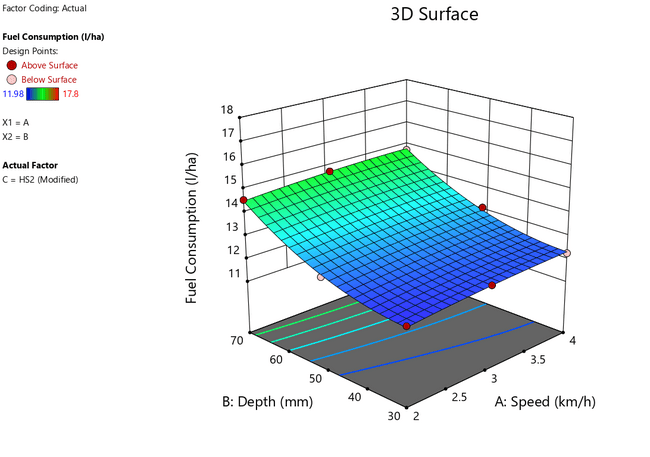 Factor Coding: Actual
3D Surface
Fuel Consumption (l/ha)
Design Points:
Above Surface
Below Surface
11.98 17.8
X1 = A
X2 = B
Actual Factor
C = HS2 (Modified)
Fuel Consumption (l/ha)
18
17
16
15
14
13
12
11
70
60
50
40
30
2
2.5
3
3.5
4
B: Depth (mm)
A: Speed (km/h)